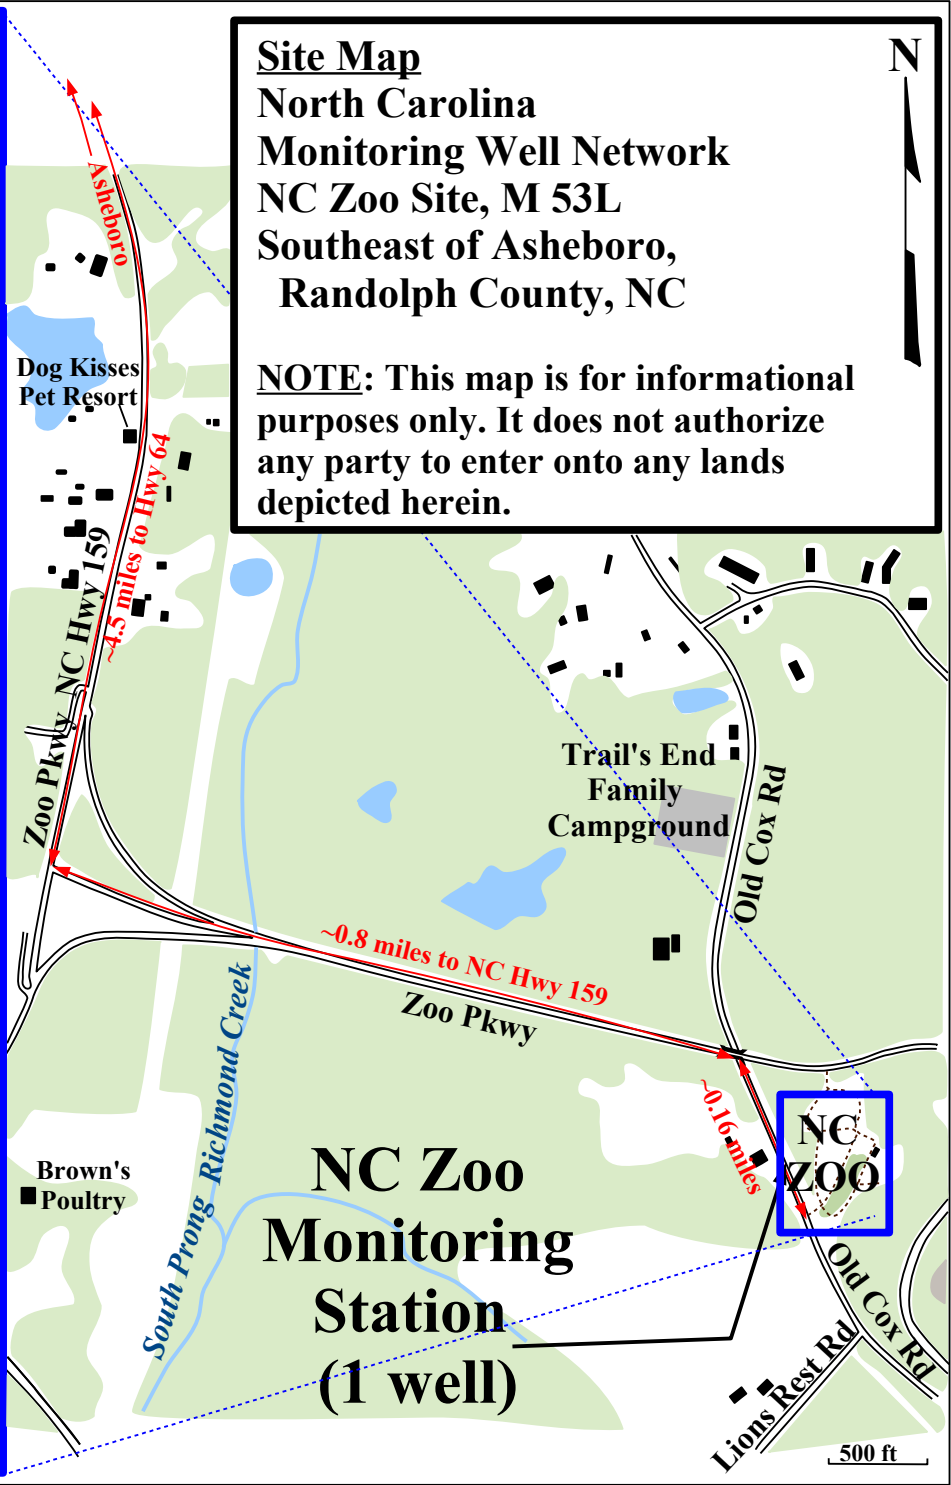 Site Map
North Carolina
Monitoring Well Network
NC Zoo Site, M 53L
Southeast of Asheboro,
Randolph County, NC
NOTE: This map is for informational
purposes only. It does not authorize
any party to enter onto any lands
depicted herein.
N
Asheboro
Dog Kisses
Pet Resort
~4.5 miles to Hwy 64
Zoo Pkwy NC Hwy 159
Trail's End
Family
Campground
Old Cox Rd
~0.8 miles to NC Hwy 159
Zoo Pkwy
South Prong Richmond Creek
~0.16 miles
NC
ZOO
Brown's
Poultry
NC Zoo
Monitoring
Station
(1 well)
Old Cox Rd
Lions Rest Rd
500 ft